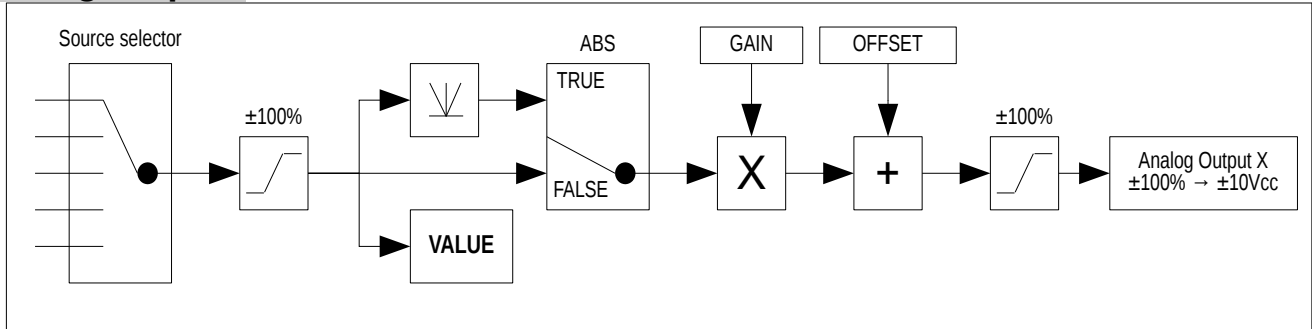 Source selector
±100%
ABS
TRUE
FALSE
VALUE
GAIN
X
OFFSET
+
±100%
Analog Output X
±100% → ±10Vcc